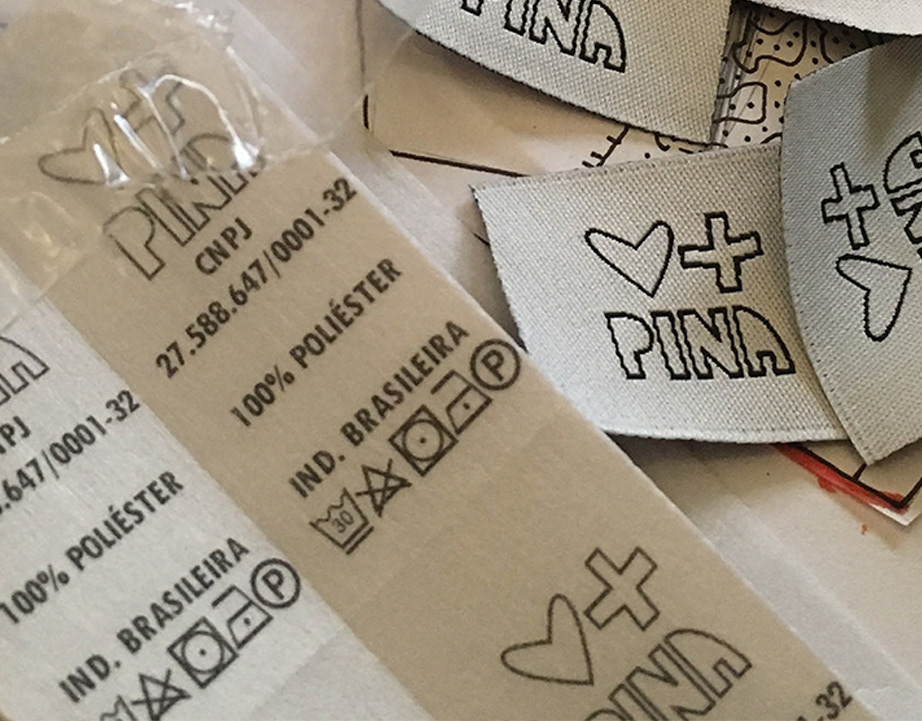 PINA
PINA
CNPJ
27.588.647/0001-32
100% POLIÉSTER
IND. BRASILEIRA
30
P
PINA
.647/0001-32
100% POLIÉSTER
IND. BRASILEIRA
P
PINA
32